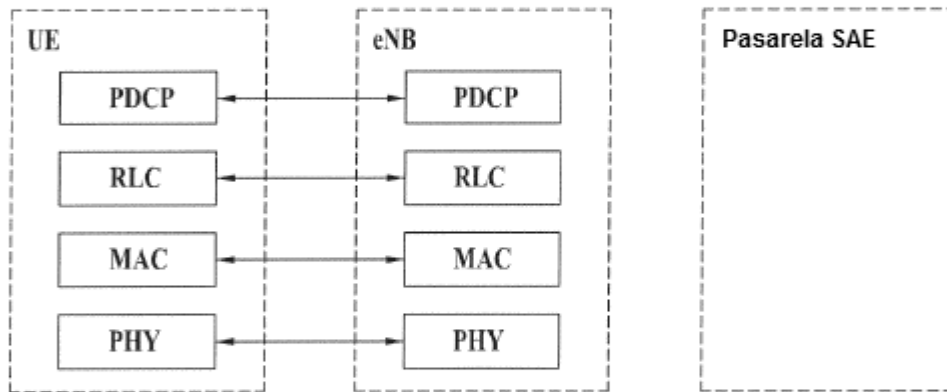 UE
eNB
Pasarela SAE
PDCP
PDCP
RLC
RLC
MAC
MAC
PHY
PHY